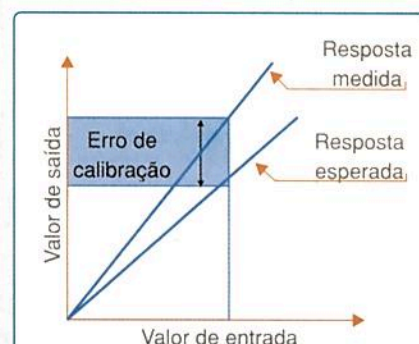 Resposta
medida
Erro de
calibração
Resposta
esperada
Valor de saída
Valor de entrada